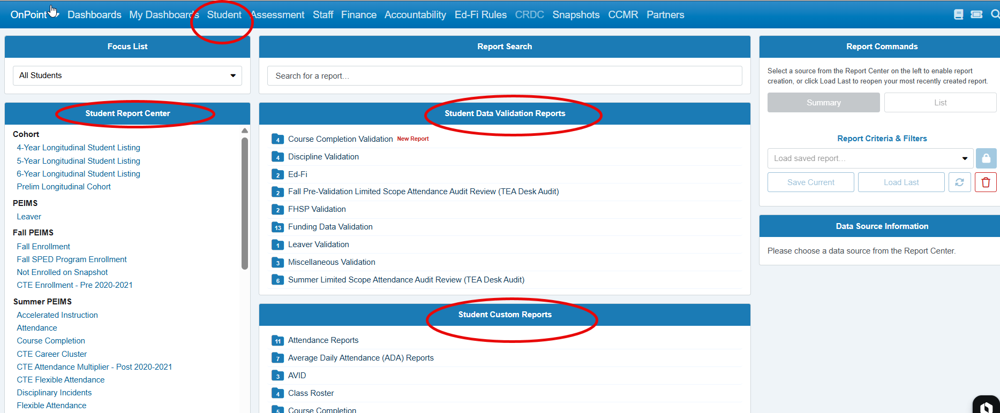 OnPoint Dashboards My Dashboards Student Assessment Staff Finance Accountability Ed-Fi Rules CRDC Snapshots CCMR Partners
Focus List
All Students
Student Report Center
Cohort
4-Year Longitudinal Student Listing
5-Year Longitudinal Student Listing
6-Year Longitudinal Student Listing
Prelim Longitudinal Cohort
PEIMS
Leaver
Fall PEIMS
Fall Enrollment
Fall SPED Program Enrollment
Not Enrolled on Snapshot
CTE Enrollment - Pre 2020-2021
Summer PEIMS
Accelerated Instruction
Attendance
Course Completion
CTE Career Cluster
CTE Attendance Multiplier - Post 2020-2021
CTE Flexible Attendance
Disciplinary Incidents
Flexible Attendance
Report Search
Search for a report...
Student Data Validation Reports
4 Course Completion Validation New Report
4 Discipline Validation
2 Ed-Fi
2 Fall Pre-Validation Limited Scope Attendance Audit Review (TEA Desk Audit)
2 FHSP Validation
13 Funding Data Validation
1 Leaver Validation
3 Miscellaneous Validation
6 Summer Limited Scope Attendance Audit Review (TEA Desk Audit)
Student Custom Reports
11 Attendance Reports
7 Average Daily Attendance (ADA) Reports
3 AVID
4 Class Roster
5 Course Completion
Report Commands
Select a source from the Report Center on the left to enable report
creation, or click Load Last to reopen your most recently created report.
Summary List
Report Criteria & Filters
Load saved report...
Save Current Load Last
Data Source Information
Please choose a data source from the Report Center.